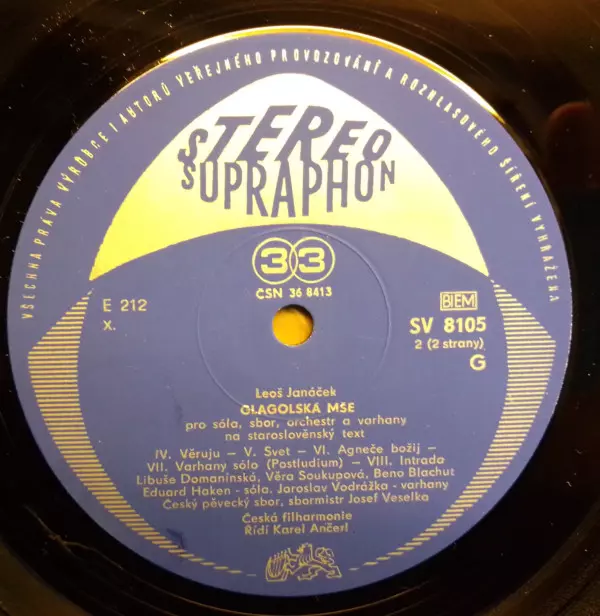 VŠECHNA PRÁVA VÝROBCE I AUTORŮ VEŘEJNÉHO PROVOZOVÁNÍ A ROZHLASOVÉHO ŠÍŘENÍ VYHRAŽENA
STEREO
SUPRAPHON
33
ČSN 36 8413
E 212
x.
BIEM
SV 8105
2 (2 strany)
G
Leoš Janáček
GLAGOLSKÁ MŠE
pro sóla, sbor, orchestr a varhany
na staroslověnský text
IV. Věruju – V. Svet – VI. Agneče božij –
VII. Varhany sólo (Postludium) – VIII. Intrada
Libuše Domanínská, Věra Soukupová, Beno Blachut
Eduard Haken - sóla. Jaroslav Vodrážka - varhany
Český pěvecký sbor, sbormistr Josef Veselka
Česká filharmonie
Řídí Karel Ančerl